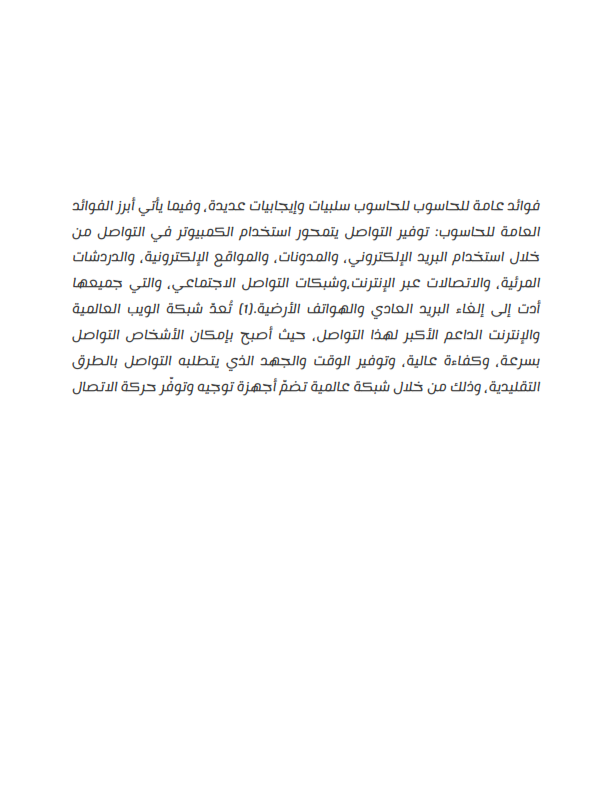 فوائد عامة للحاسوب للحاسوب سلبيات وإيجابيات عديدة، وفيما يأتي أبرز الفوائد
العامة للحاسوب: توفير التواصل يتمحور استخدام الكمبيوتر في التواصل من
خلال استخدام البريد الإلكتروني، والمدونات، والمواقع الإلكترونية، والدردشات
المرئية، والاتصالات عبر الإنترنت،وشبكات التواصل الاجتماعي، والتي جميعها
أدت إلى إلغاء البريد العادي والهواتف الأرضية.(1) تُعدّ شبكة الويب العالمية
والإنترنت الداعم الأكبر لهذا التواصل، حيث أصبح بإمكان الأشخاص التواصل
بسرعة، وكفاءة عالية، وتوفير الوقت والجهد الذي يتطلبه التواصل بالطرق
التقليدية، وذلك من خلال شبكة عالمية تضمّ أجهزة توجيه وتوفّر حركة الاتصال